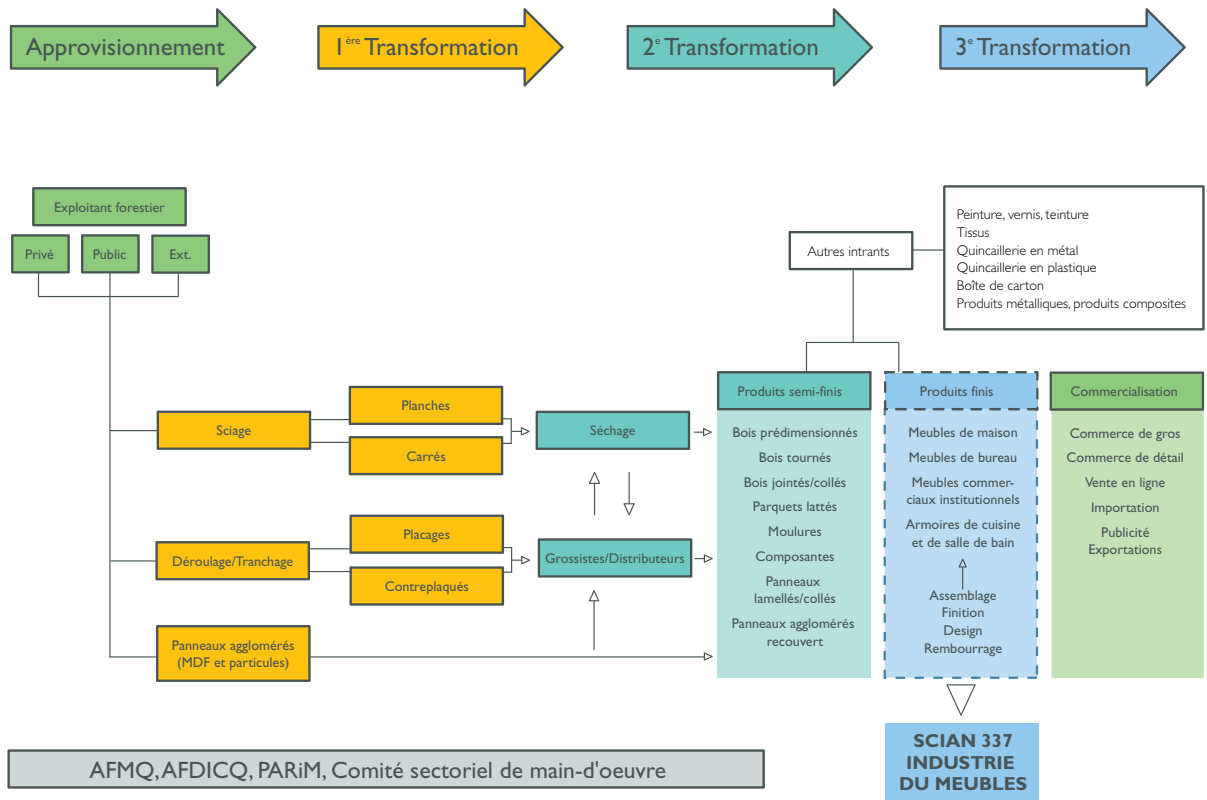 Approvisionnement
1ère Transformation
2e Transformation
3e Transformation
Exploitant forestier
Privé
Public
Ext.
Autres intrants
Peinture, vernis, teinture
Tissus
Quincaillerie en métal
Quincaillerie en plastique
Boîte de carton
Produits métalliques, produits composites
Sciage
Planches
Carrés
Séchage
Déroulage/Tranchage
Placages
Contreplaqués
Grossistes/Distributeurs
Panneaux agglomérés
(MDF et particules)
Produits semi-finis
Bois prédimensionnés
Bois tournés
Bois jointés/collés
Parquets lattés
Moulures
Composantes
Panneaux
lamellés/collés
Panneaux agglomérés
recouvert
Produits finis
Meubles de maison
Meubles de bureau
Meubles commer-
ciaux institutionnels
Armoires de cuisine
et de salle de bain
Assemblage
Finition
Design
Rembourrage
Commercialisation
Commerce de gros
Commerce de détail
Vente en ligne
Importation
Publicité
Exportations
SCIAN 337
INDUSTRIE
DU MEUBLES
AFMQ, AFDICQ, PARiM, Comité sectoriel de main-d'oeuvre